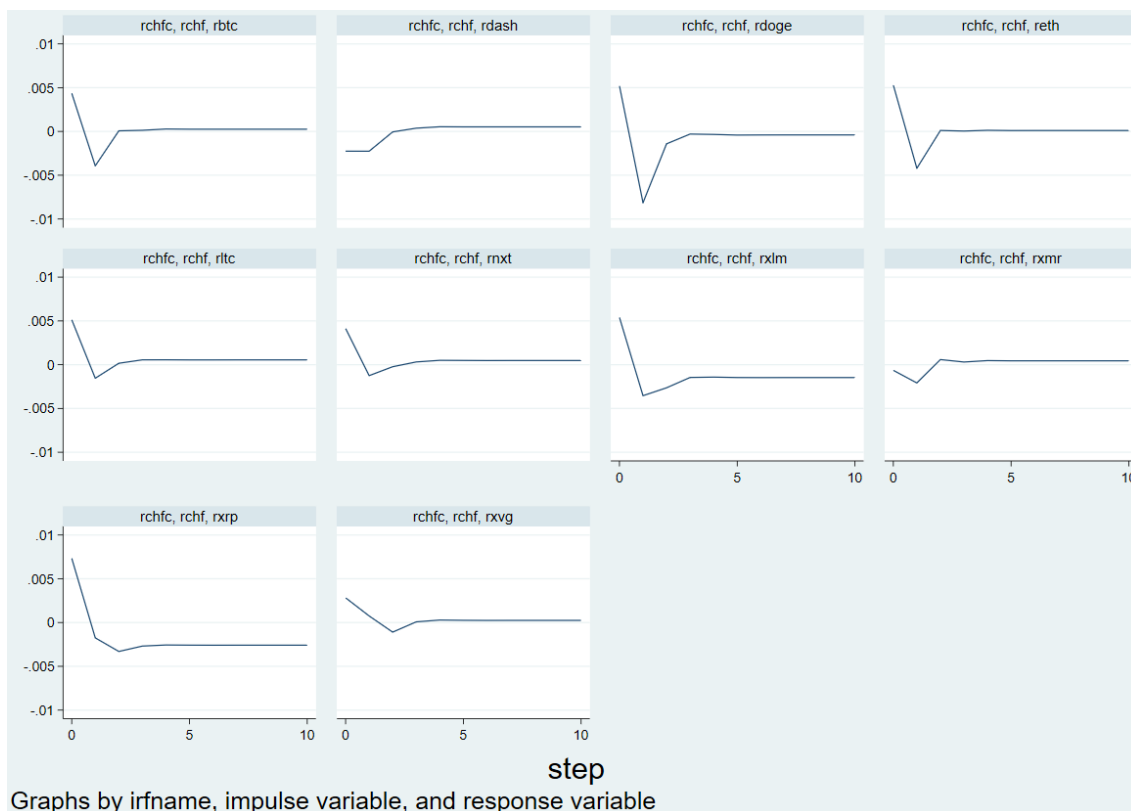 rchfc, rchf, rbtc
rchfc, rchf, rdash
rchfc, rchf, rdoge
rchfc, rchf, reth
.01
.005
0
-.005
-.01
rchfc, rchf, rltc
rchfc, rchf, rnxt
rchfc, rchf, rxlm
rchfc, rchf, rxmr
.01
.005
0
-.005
-.01
0 5 10
0 5 10
rchfc, rchf, rxrp
rchfc, rchf, rxvg
.01
.005
0
-.005
-.01
0 5 10
0 5 10
step
Graphs by irfname, impulse variable, and response variable